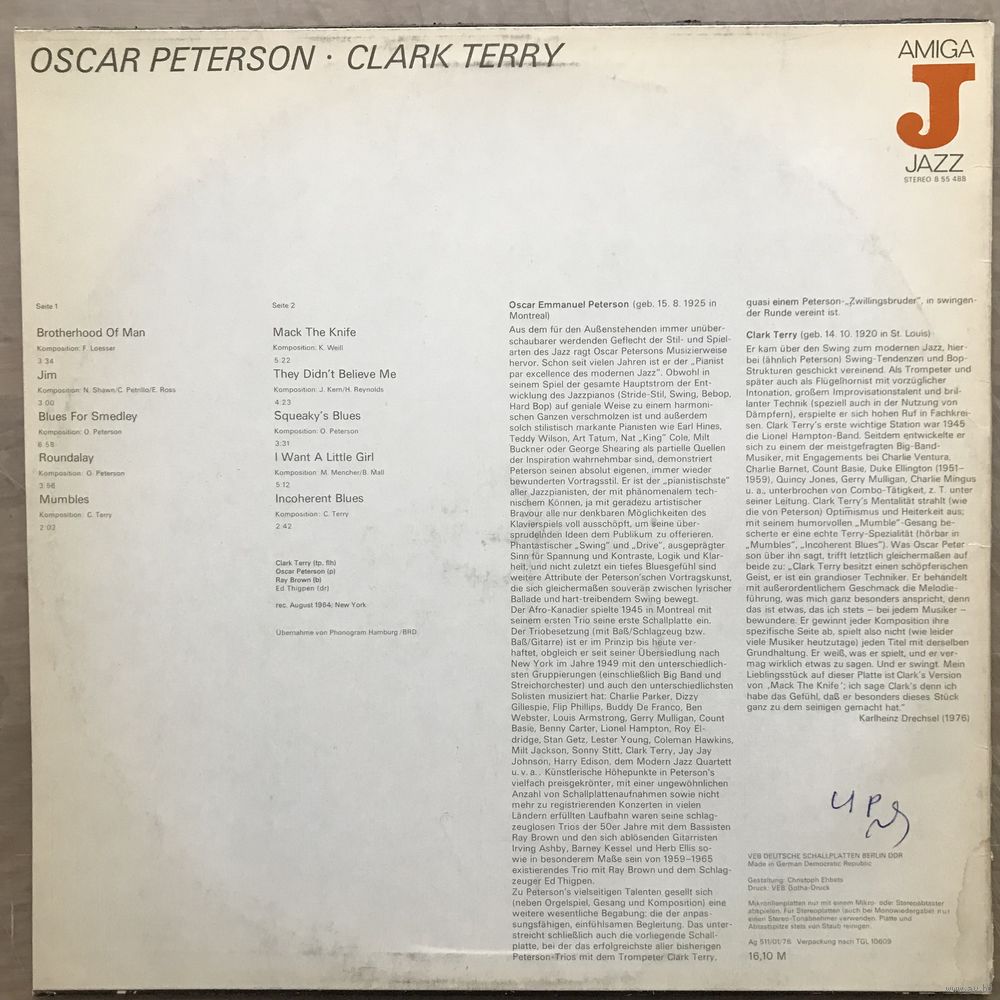 OSCAR PETERSON · CLARK TERRY
AMIGA
J
JAZZ
STEREO 8 55 488
Seite 1
Brotherhood Of Man
Komposition: F. Loesser
3:34
Jim
Komposition: N. Shawn/C. Petrillo/E. Ross
3:00
Blues For Smedley
Komposition: O. Peterson
6:58
Roundalay
Komposition: O. Peterson
3:56
Mumbles
Komposition: C. Terry
2:02
Seite 2
Mack The Knife
Komposition: K. Weill
5:22
They Didn't Believe Me
Komposition: J. Kern/H. Reynolds
4:23
Squeaky's Blues
Komposition: O. Peterson
3:31
I Want A Little Girl
Komposition: M. Mencher/B. Mall
5:12
Incoherent Blues
Komposition: C. Terry
2:42
Clark Terry (tp, flh)
Oscar Peterson (p)
Ray Brown (b)
Ed Thigpen (dr)
rec. August 1964; New York
Übernahme von Phonogram Hamburg/BRD
Oscar Emmanuel Peterson (geb. 15. 8. 1925 in
Montreal)
Aus dem für den Außenstehenden immer unüber-
schaubarer werdenden Geflecht der Stil- und Spiel-
arten des Jazz ragt Oscar Petersons Musizierweise
hervor. Schon seit vielen Jahren ist er der „Pianist
par excellence des modernen Jazz". Obwohl in
seinem Spiel der gesamte Hauptstrom der Ent-
wicklung des Jazzpianos (Stride-Stil, Swing, Bebop,
Hard Bop) auf geniale Weise zu einem harmoni-
schen Ganzen verschmolzen ist und außerdem
solch stilistisch markante Pianisten wie Earl Hines,
Teddy Wilson, Art Tatum, Nat „King" Cole, Milt
Buckner oder George Shearing als partielle Quellen
der Inspiration wahrnehmbar sind, demonstriert
Peterson seinen absolut eigenen, immer wieder
bewunderten Vortragsstil. Er ist der „pianistischste"
aller Jazzpianisten, der mit phänomenalem tech-
nischem Können, ja mit geradezu artistischer
Bravour alle nur denkbaren Möglichkeiten des
Klavierspiels voll ausschöpft, um seine über-
sprudelnden Ideen dem Publikum zu offerieren.
Phantastischer „Swing" und „Drive", ausgeprägter
Sinn für Spannung und Kontraste, Logik und Klar-
heit, und nicht zuletzt ein tiefes Bluesgefühl sind
weitere Attribute der Peterson'schen Vortragskunst,
die sich gleichermaßen souverän zwischen lyrischer
Ballade und hart-treibendem Swing bewegt.
Der Afro-Kanadier spielte 1945 in Montreal mit
seinem ersten Trio seine erste Schallplatte ein.
Der Triobesetzung (mit Baß/Schlagzeug bzw.
Baß/Gitarre) ist er im Prinzip bis heute ver-
haftet, obgleich er seit seiner Übersiedlung nach
New York im Jahre 1949 mit den unterschiedlich-
sten Gruppierungen (einschließlich Big Band und
Streichorchester) und auch den unterschiedlichsten
Solisten musiziert hat: Charlie Parker, Dizzy
Gillespie, Flip Phillips, Buddy De Franco, Ben
Webster, Louis Armstrong, Gerry Mulligan, Count
Basie, Benny Carter, Lionel Hampton, Roy El-
dridge, Stan Getz, Lester Young, Coleman Hawkins,
Milt Jackson, Sonny Stitt, Clark Terry, Jay Jay
Johnson, Harry Edison, dem Modern Jazz Quartett
u. v. a.. Künstlerische Höhepunkte in Peterson's
vielfach preisgekrönter, mit einer ungewöhnlichen
Anzahl von Schallplattenaufnahmen sowie nicht
mehr zu registrierenden Konzerten in vielen
Ländern erfüllten Laufbahn waren seine schlag-
zeuglosen Trios der 50er Jahre mit dem Bassisten
Ray Brown und den sich ablösenden Gitarristen
Irving Ashby, Barney Kessel und Herb Ellis so-
wie in besonderem Maße sein von 1959–1965
existierendes Trio mit Ray Brown und dem Schlag-
zeuger Ed Thigpen.
Zu Peterson's vielseitigen Talenten gesellt sich
(neben Orgelspiel, Gesang und Komposition) eine
weitere wesentliche Begabung: die der anpas-
sungsfähigen, einfühlsamen Begleitung. Das unter-
streicht schließlich auch die vorliegende Schall-
platte, bei der das erfolgreichste aller bisherigen
Peterson-Trios mit dem Trompeter Clark Terry,
quasi einem Peterson-„Zwillingsbruder", in swingen-
der Runde vereint ist.
Clark Terry (geb. 14. 10. 1920 in St. Louis)
Er kam über den Swing zum modernen Jazz, hier-
bei (ähnlich Peterson) Swing-Tendenzen und Bop-
Strukturen geschickt vereinend. Als Trompeter und
später auch als Flügelhornist mit vorzüglicher
Intonation, großem Improvisationstalent und bril-
lanter Technik (speziell auch in der Nutzung von
Dämpfern), erspielte er sich hohen Ruf in Fachkrei-
sen. Clark Terry's erste wichtige Station war 1945
die Lionel Hampton-Band. Seitdem entwickelte er
sich zu einem der meistgefragten Big-Band-
Musiker, mit Engagements bei Charlie Ventura,
Charlie Barnet, Count Basie, Duke Ellington (1951–
1959), Quincy Jones, Gerry Mulligan, Charlie Mingus
u. a., unterbrochen von Combo-Tätigkeit, z. T. unter
seiner Leitung. Clark Terry's Mentalität strahlt (wie
die von Peterson) Optimismus und Heiterkeit aus;
mit seinem humorvollen „Mumble"-Gesang be-
scherte er eine echte Terry-Spezialität (hörbar in
„Mumbles", „Incoherent Blues"). Was Oscar Peter
son über ihn sagt, trifft letztlich gleichermaßen auf
beide zu: „Clark Terry besitzt einen schöpferischen
Geist, er ist ein grandioser Techniker. Er behandelt
mit außerordentlichem Geschmack die Melodie-
führung, was mich ganz besonders anspricht, denn
das ist etwas, das ich stets – bei jedem Musiker –
bewundere. Er gewinnt jeder Komposition ihre
spezifische Seite ab, spielt also nicht (wie leider
viele Musiker heutzutage) jeden Titel mit derselben
Grundhaltung. Er weiß, was er spielt, und er ver-
mag wirklich etwas zu sagen. Und er swingt. Mein
Lieblingsstück auf dieser Platte ist Clark's Version
von ‚Mack The Knife'; ich sage Clark's denn ich
habe das Gefühl, daß er besonders dieses Stück
ganz zu dem seinigen gemacht hat."
Karlheinz Drechsel (1976)
VEB DEUTSCHE SCHALLPLATTEN BERLIN DDR
Made in German Democratic Republic
Gestaltung: Christoph Ehbets
Druck: VEB Gotha-Druck
Mikrorillenplatten nur mit einem Mikro- oder Stereoabtaster
abspielen. Für Stereoplatten (auch bei Monowiedergabe) nur
einen Stereo-Tonabnehmer verwenden. Platte und
Abtastspitze stets vom Staub reinigen.
Ag 511/01/76 Verpackung nach TGL 10609
16,10 M